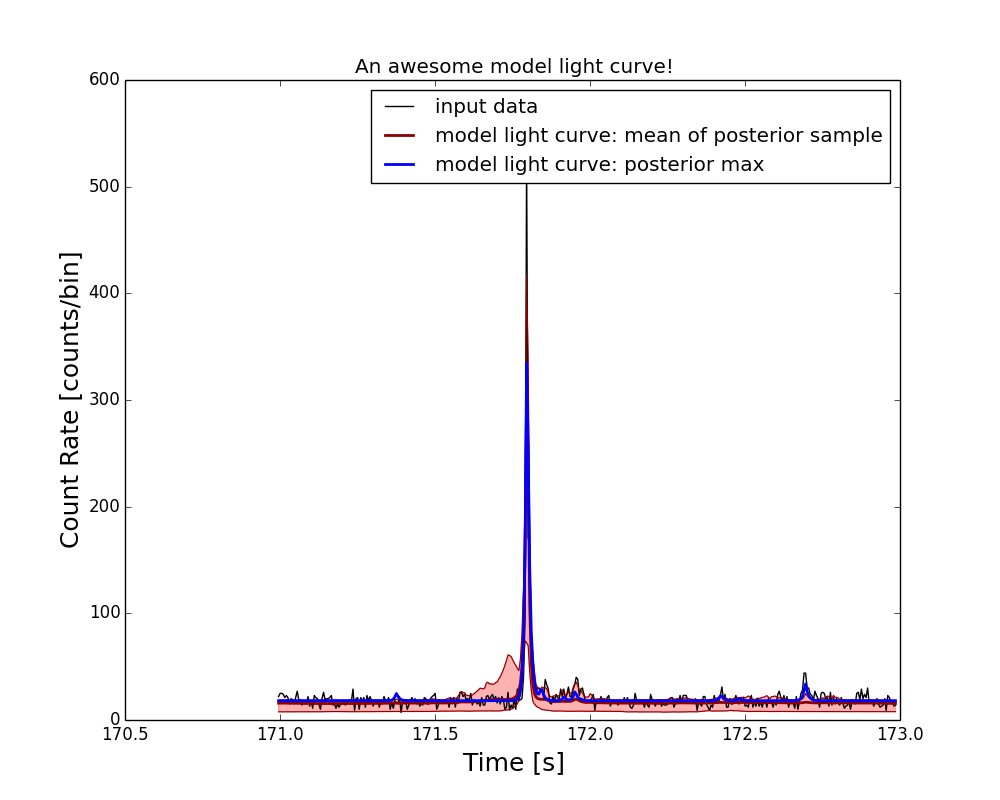 An awesome model light curve!
600
500
400
300
200
100
0
Count Rate [counts/bin]
input data
model light curve: mean of posterior sample
model light curve: posterior max
170.5 171.0 171.5 172.0 172.5 173.0
Time [s]